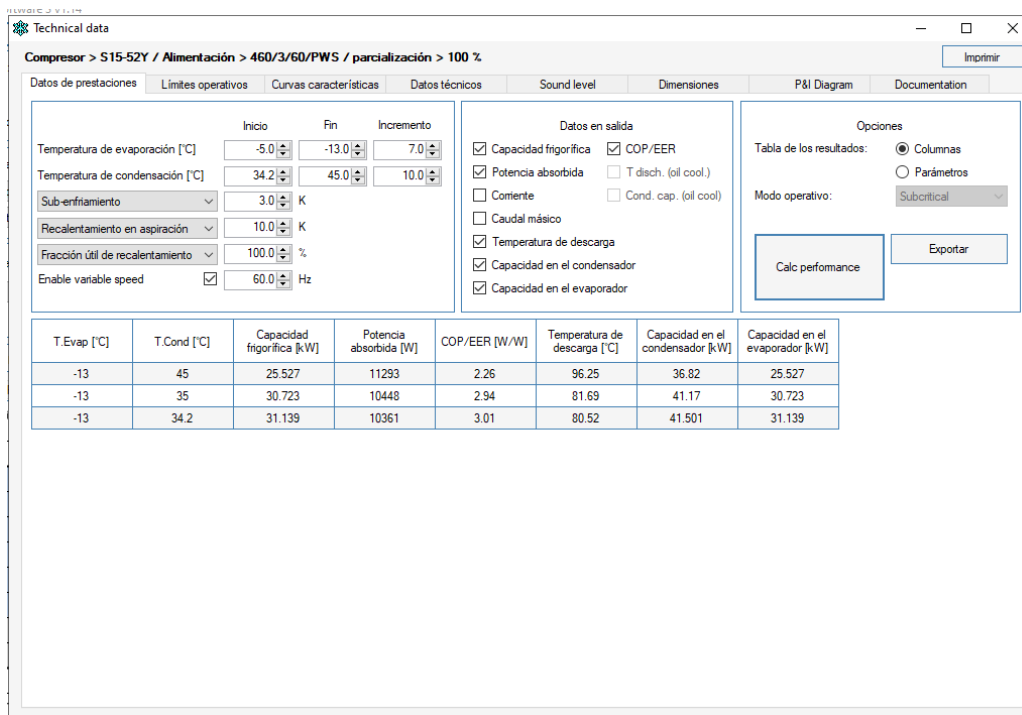 Technical data
Compresor > S15-52Y / Alimentación > 460/3/60/PWS / parcialización > 100 %
Imprimir
Datos de prestaciones Límites operativos Curvas características Datos técnicos Sound level Dimensiones P&I Diagram Documentation
Inicio Fin Incremento
Temperatura de evaporación [°C] -5.0 -13.0 7.0
Temperatura de condensación [°C] 34.2 45.0 10.0
Sub-enfriamiento 3.0 K
Recalentamiento en aspiración 10.0 K
Fracción útil de recalentamiento 100.0 %
Enable variable speed 60.0 Hz
Datos en salida
Capacidad frigorífica COP/EER
Potencia absorbida T disch. (oil cool.)
Corriente Cond. cap. (oil cool)
Caudal másico
Temperatura de descarga
Capacidad en el condensador
Capacidad en el evaporador
Opciones
Tabla de los resultados: Columnas
Parámetros
Modo operativo: Subcritical
Calc performance
Exportar
T.Evap [°C] T.Cond [°C] Capacidad frigorífica [kW] Potencia absorbida [W] COP/EER [W/W] Temperatura de descarga [°C] Capacidad en el condensador [kW] Capacidad en el evaporador [kW]
-13 45 25.527 11293 2.26 96.25 36.82 25.527
-13 35 30.723 10448 2.94 81.69 41.17 30.723
-13 34.2 31.139 10361 3.01 80.52 41.501 31.139